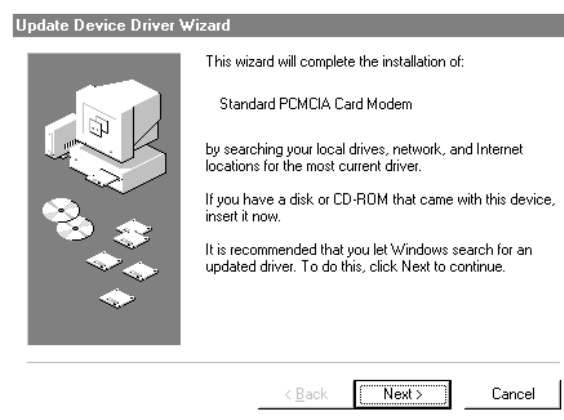 Update Device Driver Wizard
This wizard will complete the installation of:
Standard PCMCIA Card Modem
by searching your local drives, network, and Internet
locations for the most current driver.
If you have a disk or CD-ROM that came with this device,
insert it now.
It is recommended that you let Windows search for an
updated driver. To do this, click Next to continue.
< Back Next > Cancel